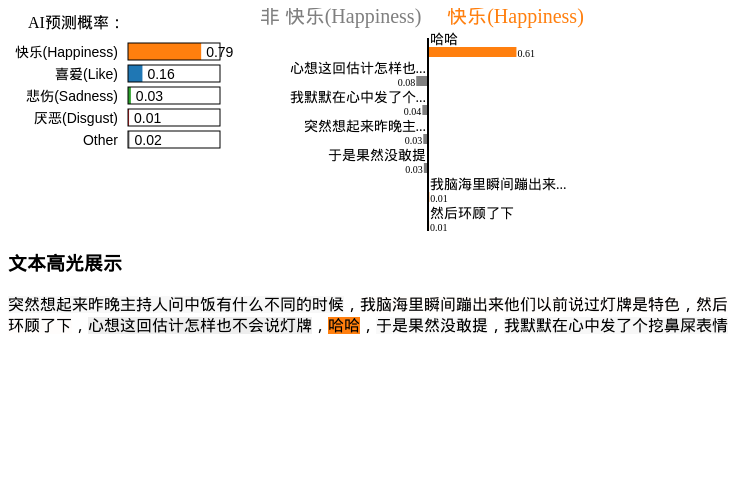 AI预测概率：
快乐(Happiness) 0.79
喜爱(Like) 0.16
悲伤(Sadness) 0.03
厌恶(Disgust) 0.01
Other 0.02
非 快乐(Happiness) 快乐(Happiness)
哈哈
0.61
心想这回估计怎样也...
0.08
我默默在心中发了个...
0.04
突然想起来昨晚主...
0.03
于是果然没敢提
0.03
我脑海里瞬间蹦出来...
0.01
然后环顾了下
0.01
文本高光展示
突然想起来昨晚主持人问中饭有什么不同的时候，我脑海里瞬间蹦出来他们以前说过灯牌是特色，然后
环顾了下，心想这回估计怎样也不会说灯牌，哈哈，于是果然没敢提，我默默在心中发了个挖鼻屎表情